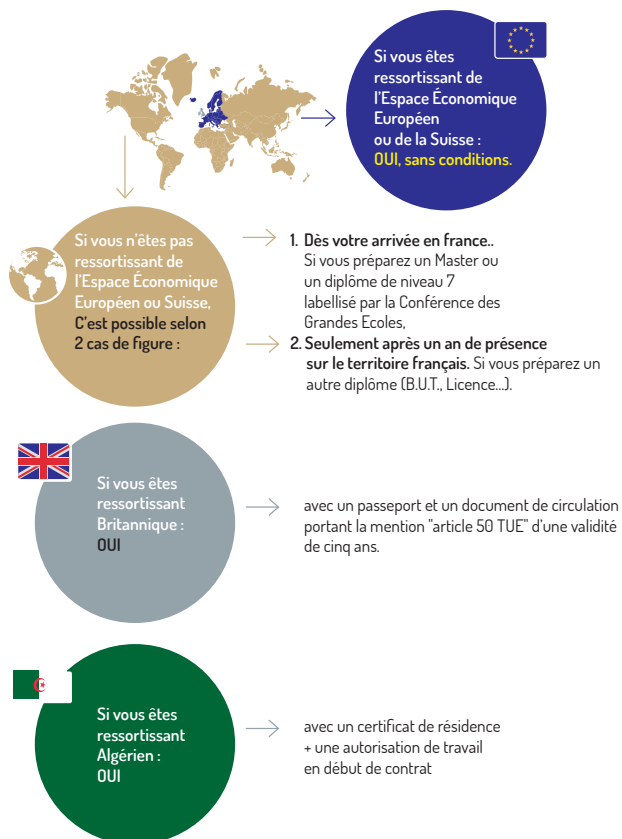 Si vous êtes
ressortissant de
l'Espace Économique
Européen
ou de la Suisse :
OUI, sans conditions.
Si vous n'êtes pas
ressortissant de
l'Espace Économique
Européen ou Suisse,
C'est possible selon
2 cas de figure :
1. Dès votre arrivée en france..
Si vous préparez un Master ou
un diplôme de niveau 7
labellisé par la Conférence des
Grandes Ecoles,
2. Seulement après un an de présence
sur le territoire français. Si vous préparez un
autre diplôme (B.U.T., Licence...).
Si vous êtes
ressortissant
Britannique :
OUI
avec un passeport et un document de circulation
portant la mention "article 50 TUE" d'une validité
de cinq ans.
Si vous êtes
ressortissant
Algérien :
OUI
avec un certificat de résidence
+ une autorisation de travail
en début de contrat